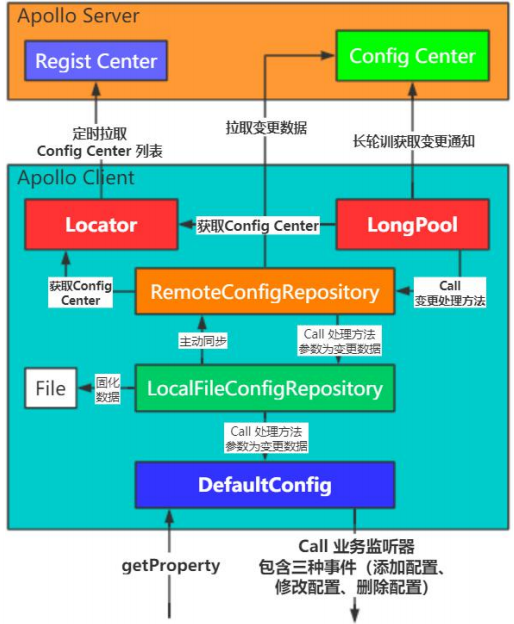 Apollo Server
Regist Center
Config Center
定时拉取
Config Center 列表
拉取变更数据
长轮训获取变更通知
Apollo Client
Locator
获取Config Center
LongPool
获取Config
Center
RemoteConfigRepository
Call
变更处理方法
主动同步
Call 处理方法
参数为变更数据
File
固化
数据
LocalFileConfigRepository
Call 处理方法
参数为变更数据
DefaultConfig
getProperty
Call 业务监听器
包含三种事件（添加配置、
修改配置、删除配置）